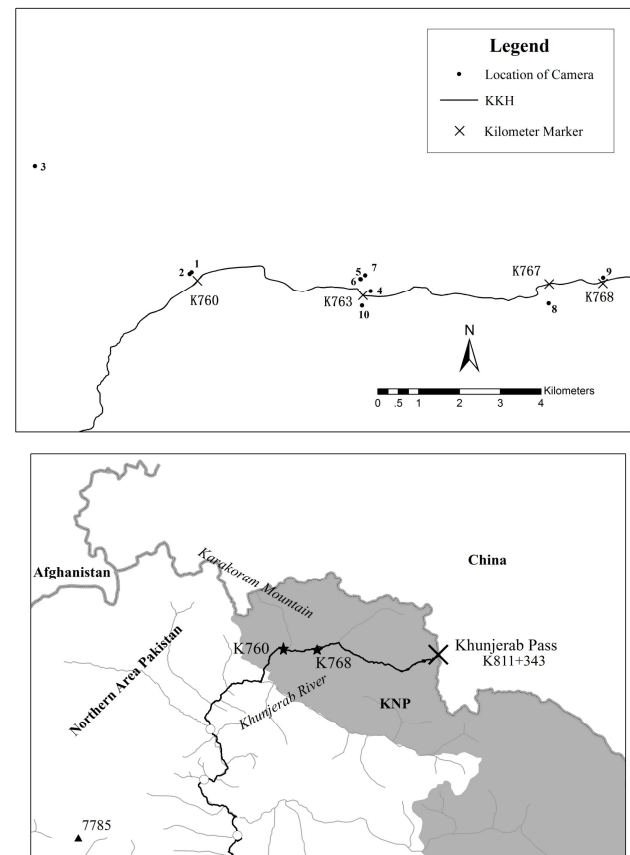 Legend
Location of Camera
KKH
Kilometer Marker
3
1
2
K760
5
7
6
4
K763
10
K767
8
9
K768
N
Kilometers
0 .5 1 2 3 4
Afghanistan
China
Karakoram Mountain
Northern Area Pakistan
K760
K768
Khunjerab Pass
K811+343
Khunjerab River
KNP
7785